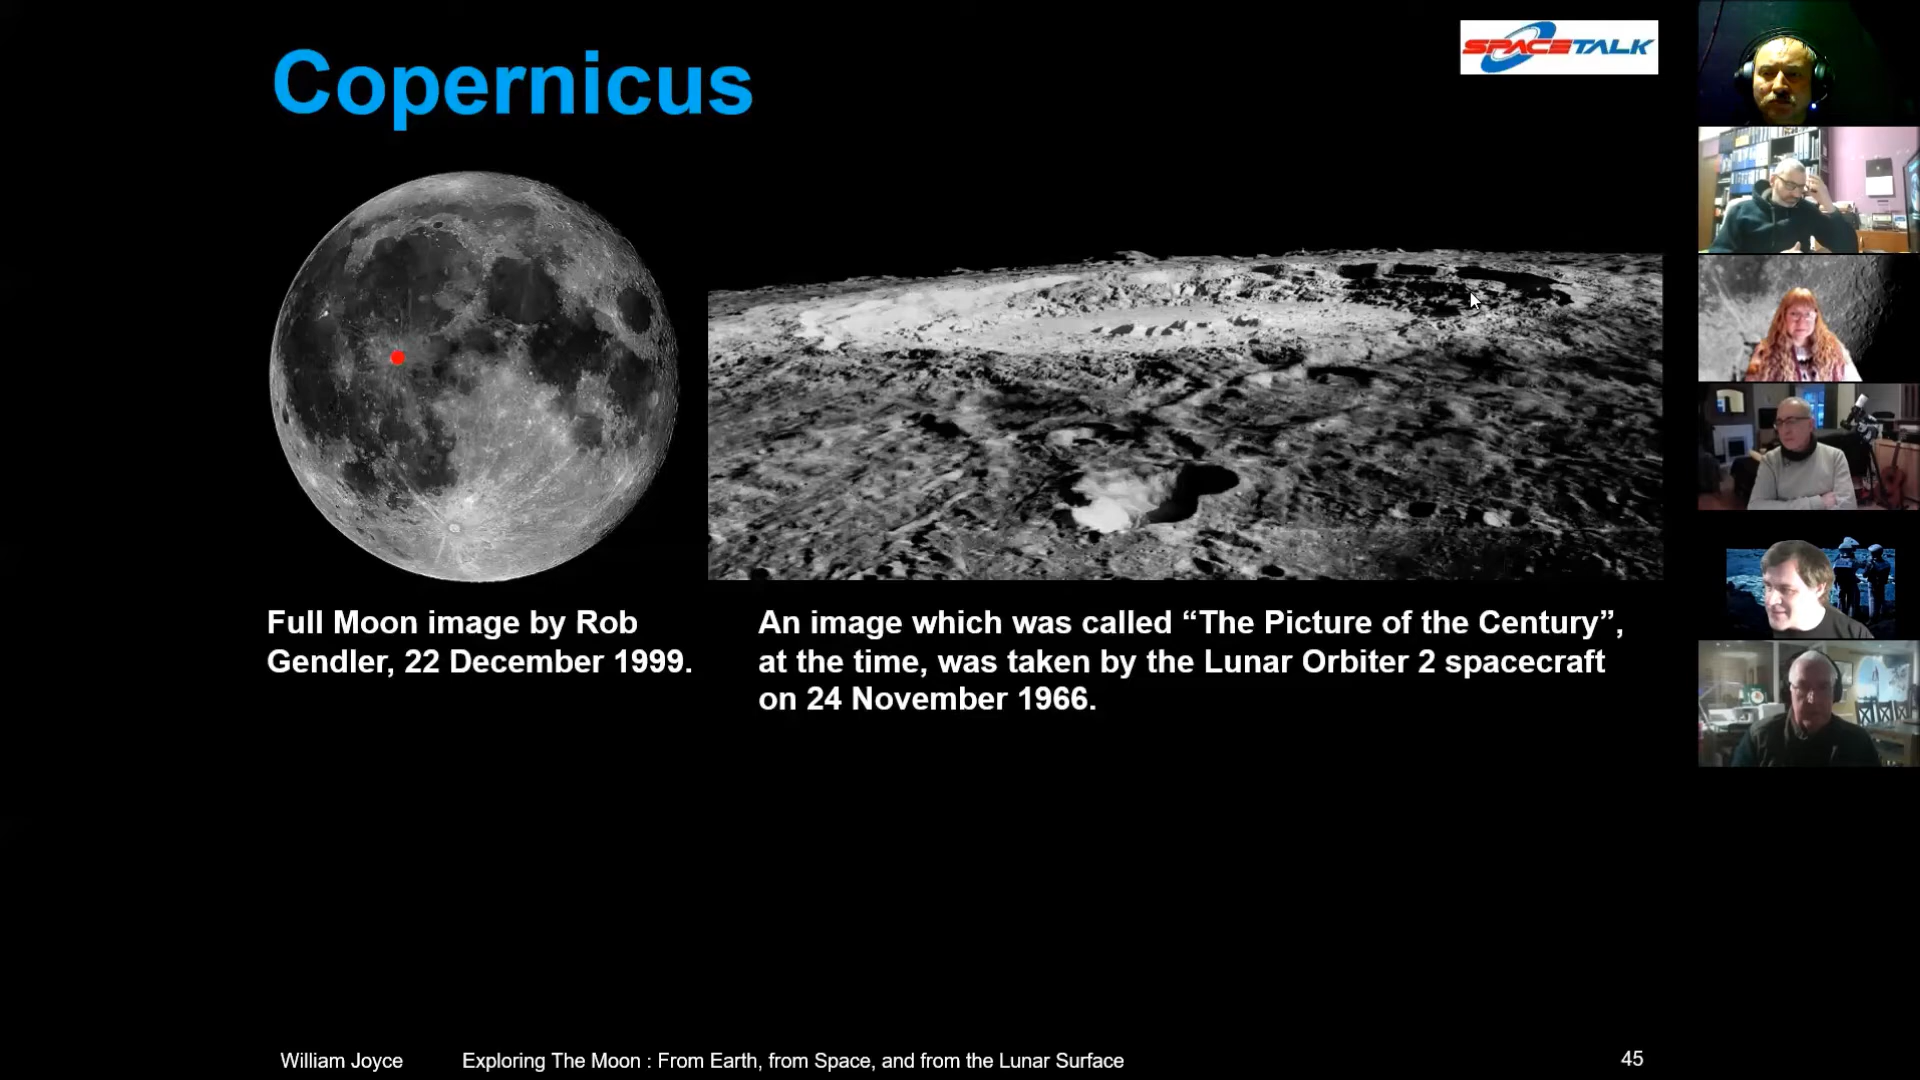 Copernicus
SPACETALK
Full Moon image by Rob
Gendler, 22 December 1999.
An image which was called “The Picture of the Century”,
at the time, was taken by the Lunar Orbiter 2 spacecraft
on 24 November 1966.
William Joyce
Exploring The Moon : From Earth, from Space, and from the Lunar Surface
45